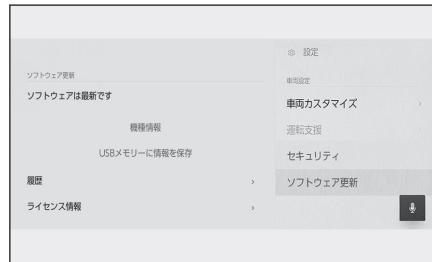 ソフトウェア更新
ソフトウェアは最新です
機種情報
USBメモリーに情報を保存
履歴
ライセンス情報
設定
車両設定
車両カスタマイズ
運転支援
セキュリティ
ソフトウェア更新